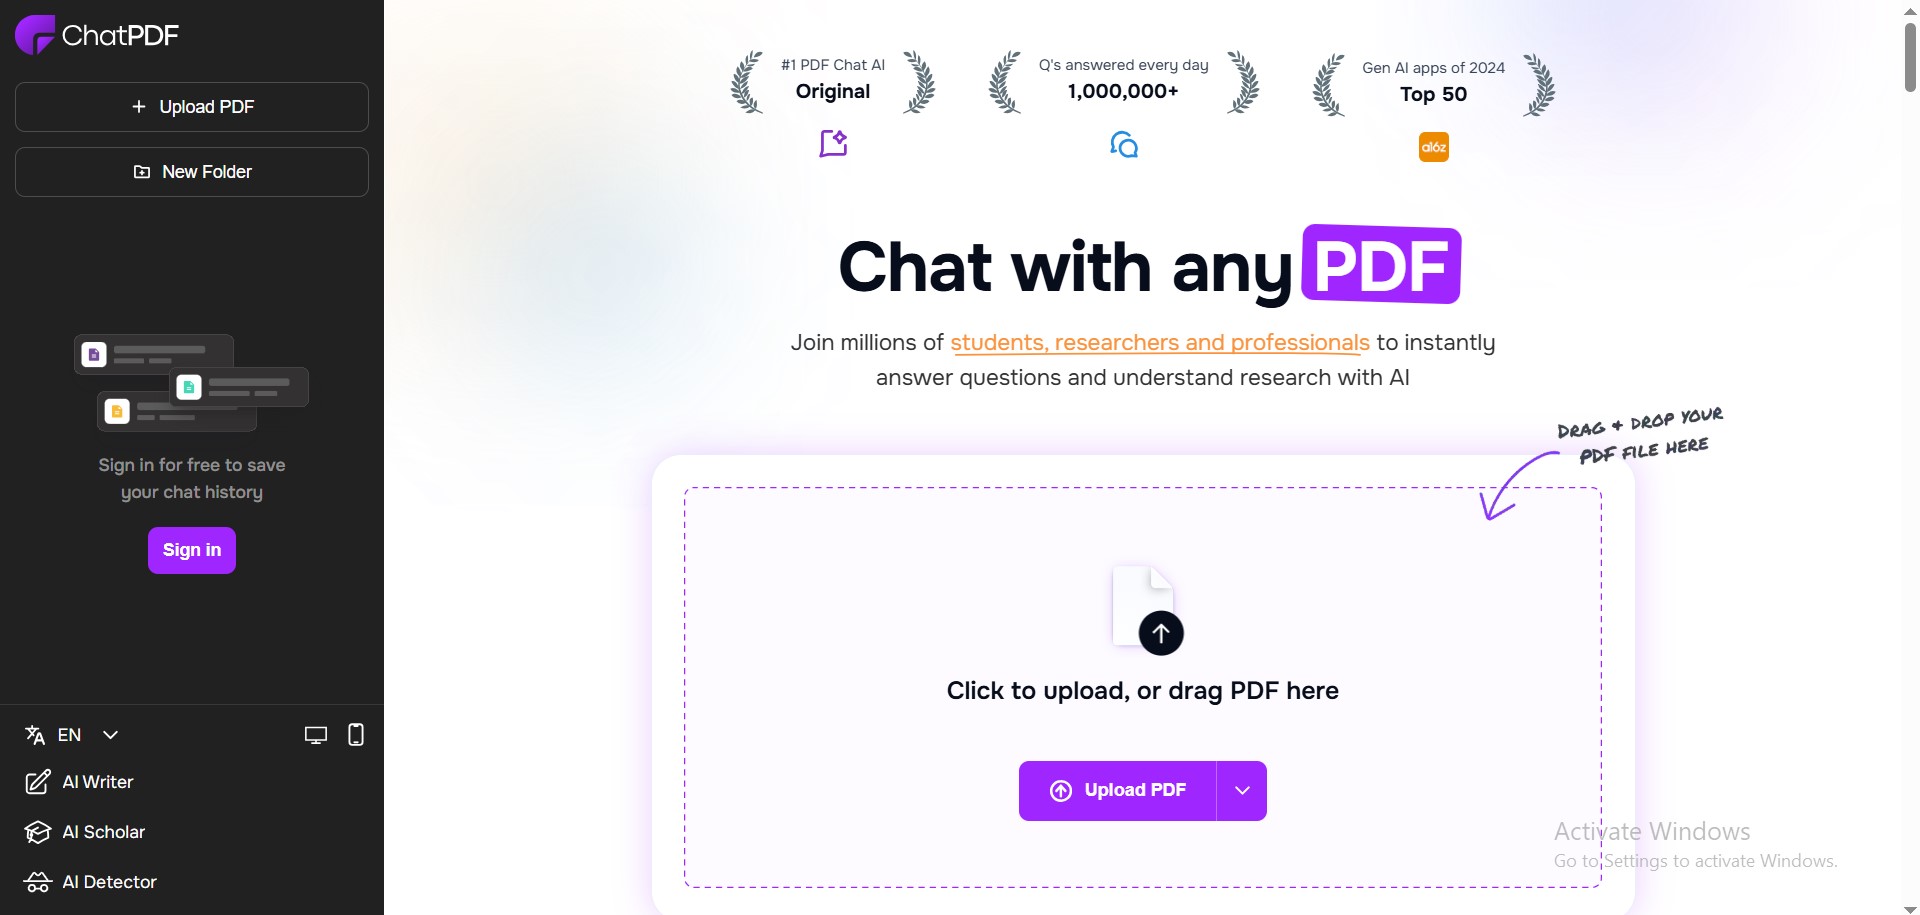 ChatPDF
Upload PDF
New Folder
Sign in for free to save
your chat history
Sign in
EN
AI Writer
AI Scholar
AI Detector
#1 PDF Chat AI
Original
Q's answered every day
1,000,000+
Gen AI apps of 2024
Top 50
a16z
Chat with any PDF
Join millions of students, researchers and professionals to instantly
answer questions and understand research with AI
DRAG & DROP YOUR
PDF FILE HERE
Click to upload, or drag PDF here
Upload PDF
Activate Windows
Go to Settings to activate Windows.